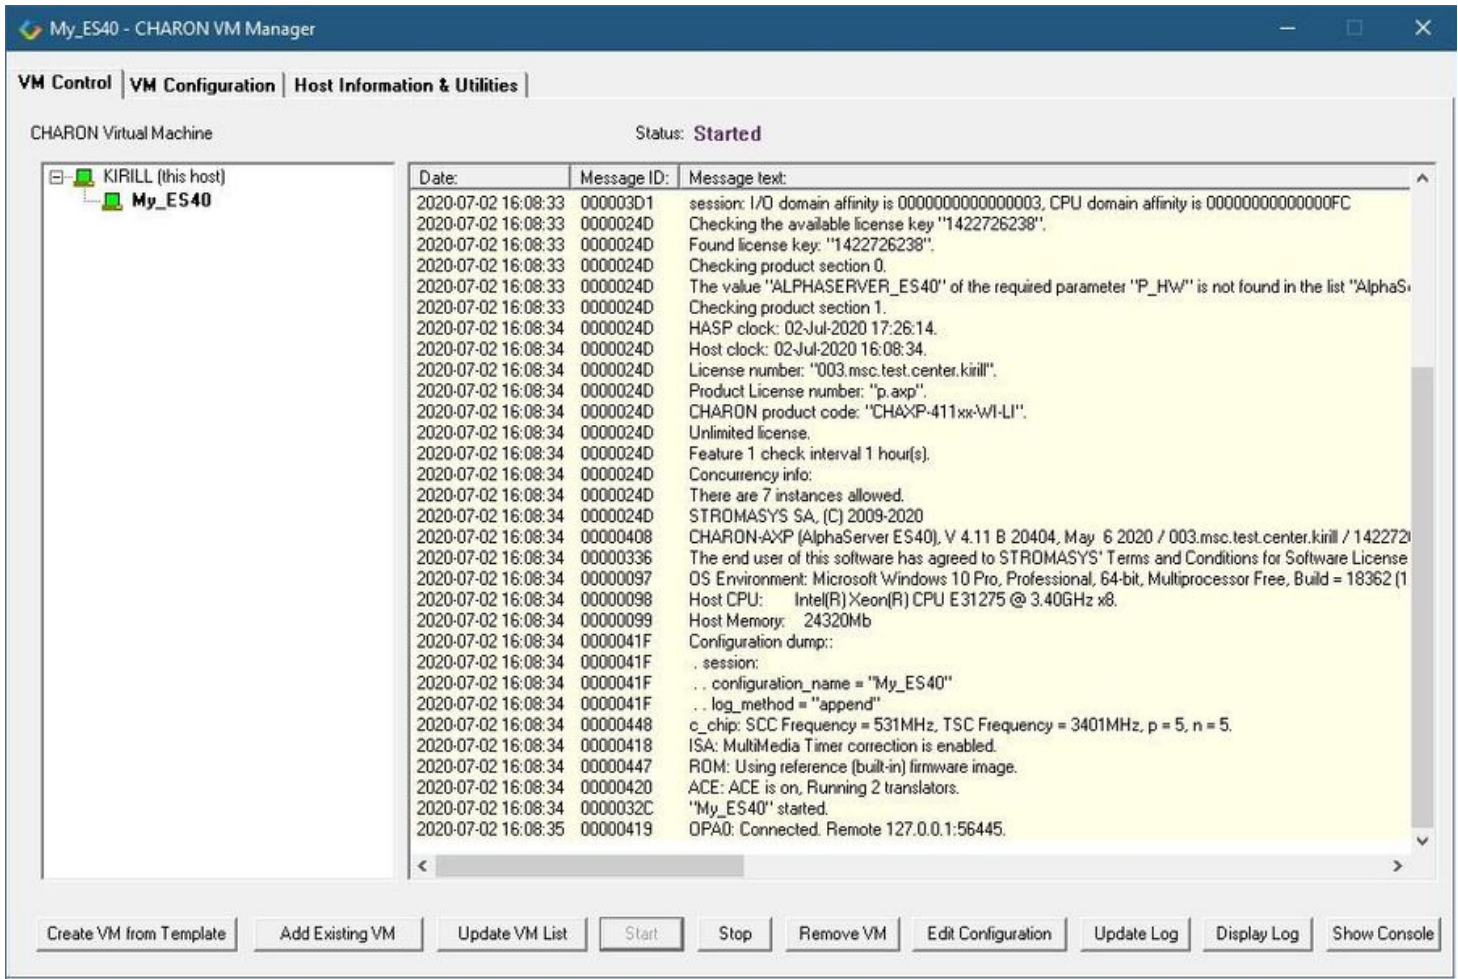 My_ES40 - CHARON VM Manager
VM Control VM Configuration Host Information & Utilities
CHARON Virtual Machine
Status: Started
KIRILL (this host)
My_ES40
Date: Message ID: Message text:
2020-07-02 16:08:33 000003D1 session: I/O domain affinity is 0000000000000003, CPU domain affinity is 00000000000000FC
2020-07-02 16:08:33 0000024D Checking the available license key "1422726238".
2020-07-02 16:08:33 0000024D Found license key: "1422726238".
2020-07-02 16:08:33 0000024D Checking product section 0.
2020-07-02 16:08:33 0000024D The value "ALPHASERVER_ES40" of the required parameter "P_HW" is not found in the list "AlphaS
2020-07-02 16:08:33 0000024D Checking product section 1.
2020-07-02 16:08:34 0000024D HASP clock: 02-Jul-2020 17:26:14.
2020-07-02 16:08:34 0000024D Host clock: 02-Jul-2020 16:08:34.
2020-07-02 16:08:34 0000024D License number: "003.msc.test.center.kirill".
2020-07-02 16:08:34 0000024D Product License number: "p.axp".
2020-07-02 16:08:34 0000024D CHARON product code: "CHAXP-411xx-WI-LI".
2020-07-02 16:08:34 0000024D Unlimited license.
2020-07-02 16:08:34 0000024D Feature 1 check interval 1 hour(s).
2020-07-02 16:08:34 0000024D Concurrency info:
2020-07-02 16:08:34 0000024D There are 7 instances allowed.
2020-07-02 16:08:34 0000024D STROMASYS SA, (C) 2009-2020
2020-07-02 16:08:34 00000408 CHARON-AXP (AlphaServer ES40), V 4.11 B 20404, May 6 2020 / 003.msc.test.center.kirill / 142272
2020-07-02 16:08:34 00000336 The end user of this software has agreed to STROMASYS' Terms and Conditions for Software License
2020-07-02 16:08:34 00000097 OS Environment: Microsoft Windows 10 Pro, Professional, 64-bit, Multiprocessor Free, Build = 18362 (1
2020-07-02 16:08:34 00000098 Host CPU: Intel(R) Xeon(R) CPU E31275 @ 3.40GHz x8.
2020-07-02 16:08:34 00000099 Host Memory: 24320Mb
2020-07-02 16:08:34 0000041F Configuration dump::
2020-07-02 16:08:34 0000041F . session:
2020-07-02 16:08:34 0000041F . . configuration_name = "My_ES40"
2020-07-02 16:08:34 0000041F . . log_method = "append"
2020-07-02 16:08:34 00000448 c_chip: SCC Frequency = 531MHz, TSC Frequency = 3401MHz, p = 5, n = 5.
2020-07-02 16:08:34 00000418 ISA: MultiMedia Timer correction is enabled.
2020-07-02 16:08:34 00000447 ROM: Using reference (built-in) firmware image.
2020-07-02 16:08:34 00000420 ACE: ACE is on, Running 2 translators.
2020-07-02 16:08:34 0000032C "My_ES40" started.
2020-07-02 16:08:35 00000419 OPA0: Connected. Remote 127.0.0.1:56445.
Create VM from Template Add Existing VM Update VM List Start Stop Remove VM Edit Configuration Update Log Display Log Show Console